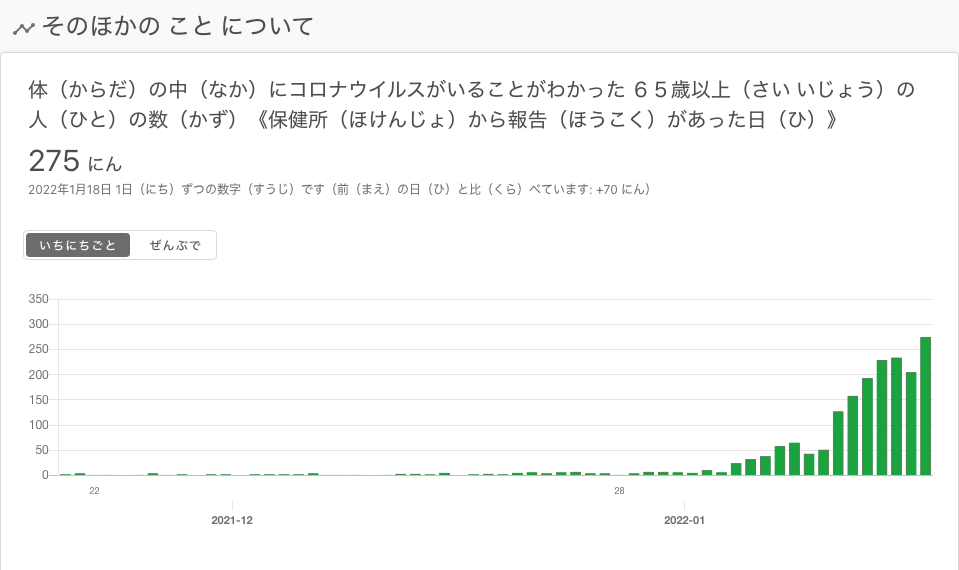 そのほかの こと について
体（からだ）の中（なか）にコロナウイルスがいることがわかった ６５歳以上（さい いじょう）の
人（ひと）の数（かず）《保健所（ほけんじょ）から報告（ほうこく）があった日（ひ）》
275 にん
2022年1月18日 1日（にち）ずつの数字（すうじ）です（前（まえ）の日（ひ）と比（くら）べています: +70 にん）
いちにちごと ぜんぶで
350
300
250
200
150
100
50
0
22 28
2021-12 2022-01